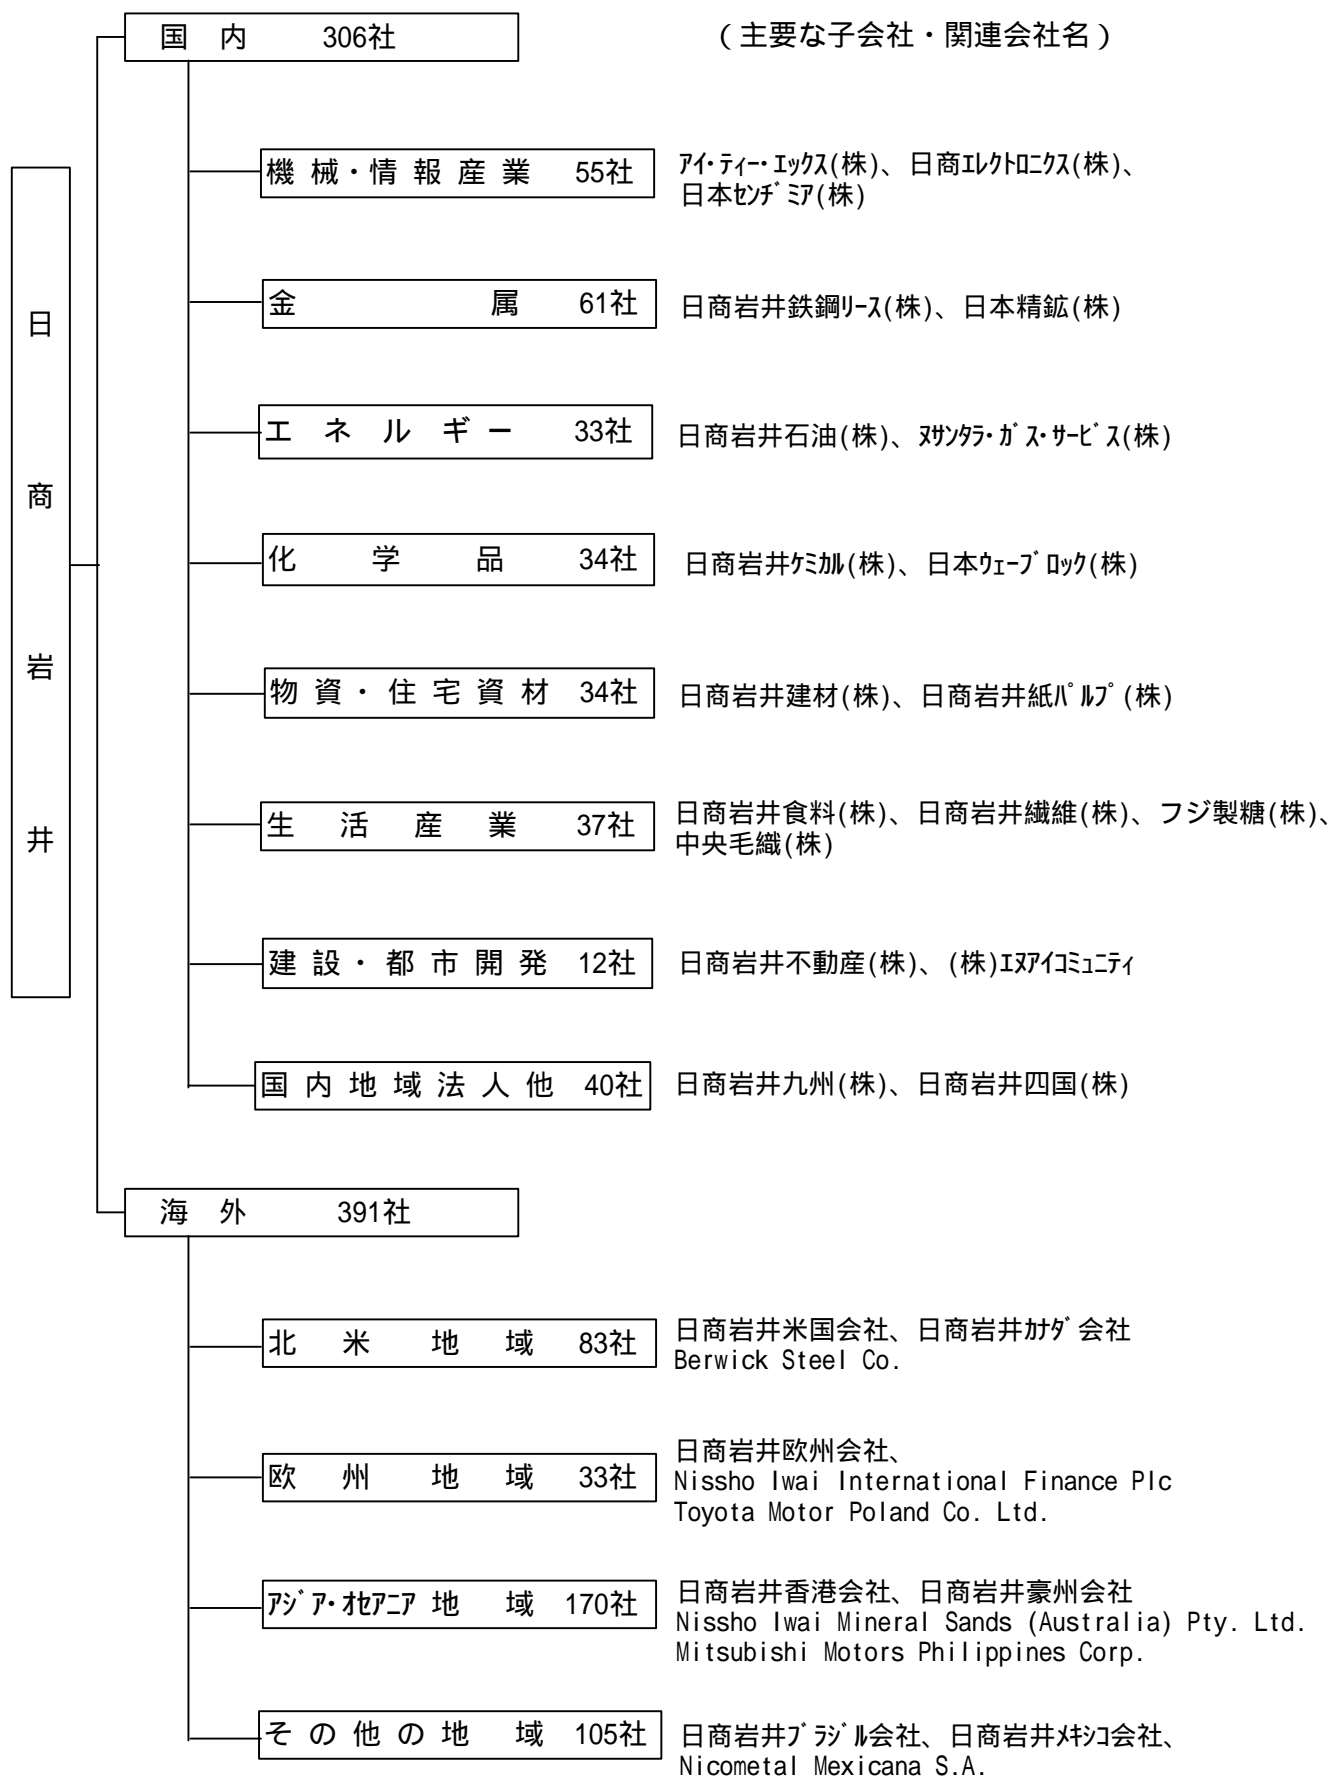 国内 306社
(主要な子会社・関連会社名)
機械・情報産業 55社
アイ・ティー・エックス(株)、日商エレクトロニクス(株)、
日本センヂミア(株)
金属 61社
日商岩井鉄鋼リース(株)、日本精鉱(株)
エネルギー 33社
日商岩井石油(株)、ヌサンタラ・ガス・サービス(株)
化学品 34社
日商岩井ケミカル(株)、日本ウェーブロック(株)
物資・住宅資材 34社
日商岩井建材(株)、日商岩井紙パルプ(株)
生活産業 37社
日商岩井食料(株)、日商岩井繊維(株)、フジ製糖(株)、
中央毛織(株)
建設・都市開発 12社
日商岩井不動産(株)、(株)エヌアイコミュニティ
国内地域法人他 40社
日商岩井九州(株)、日商岩井四国(株)
日商岩井
海外 391社
北米地域 83社
日商岩井米国会社、日商岩井カナダ会社
Berwick Steel Co.
欧州地域 33社
日商岩井欧州会社、
Nissho Iwai International Finance Plc
Toyota Motor Poland Co. Ltd.
アジア・オセアニア地域 170社
日商岩井香港会社、日商岩井豪州会社
Nissho Iwai Mineral Sands (Australia) Pty. Ltd.
Mitsubishi Motors Philippines Corp.
その他の地域 105社
日商岩井ブラジル会社、日商岩井メキシコ会社、
Nicometal Mexicana S.A.